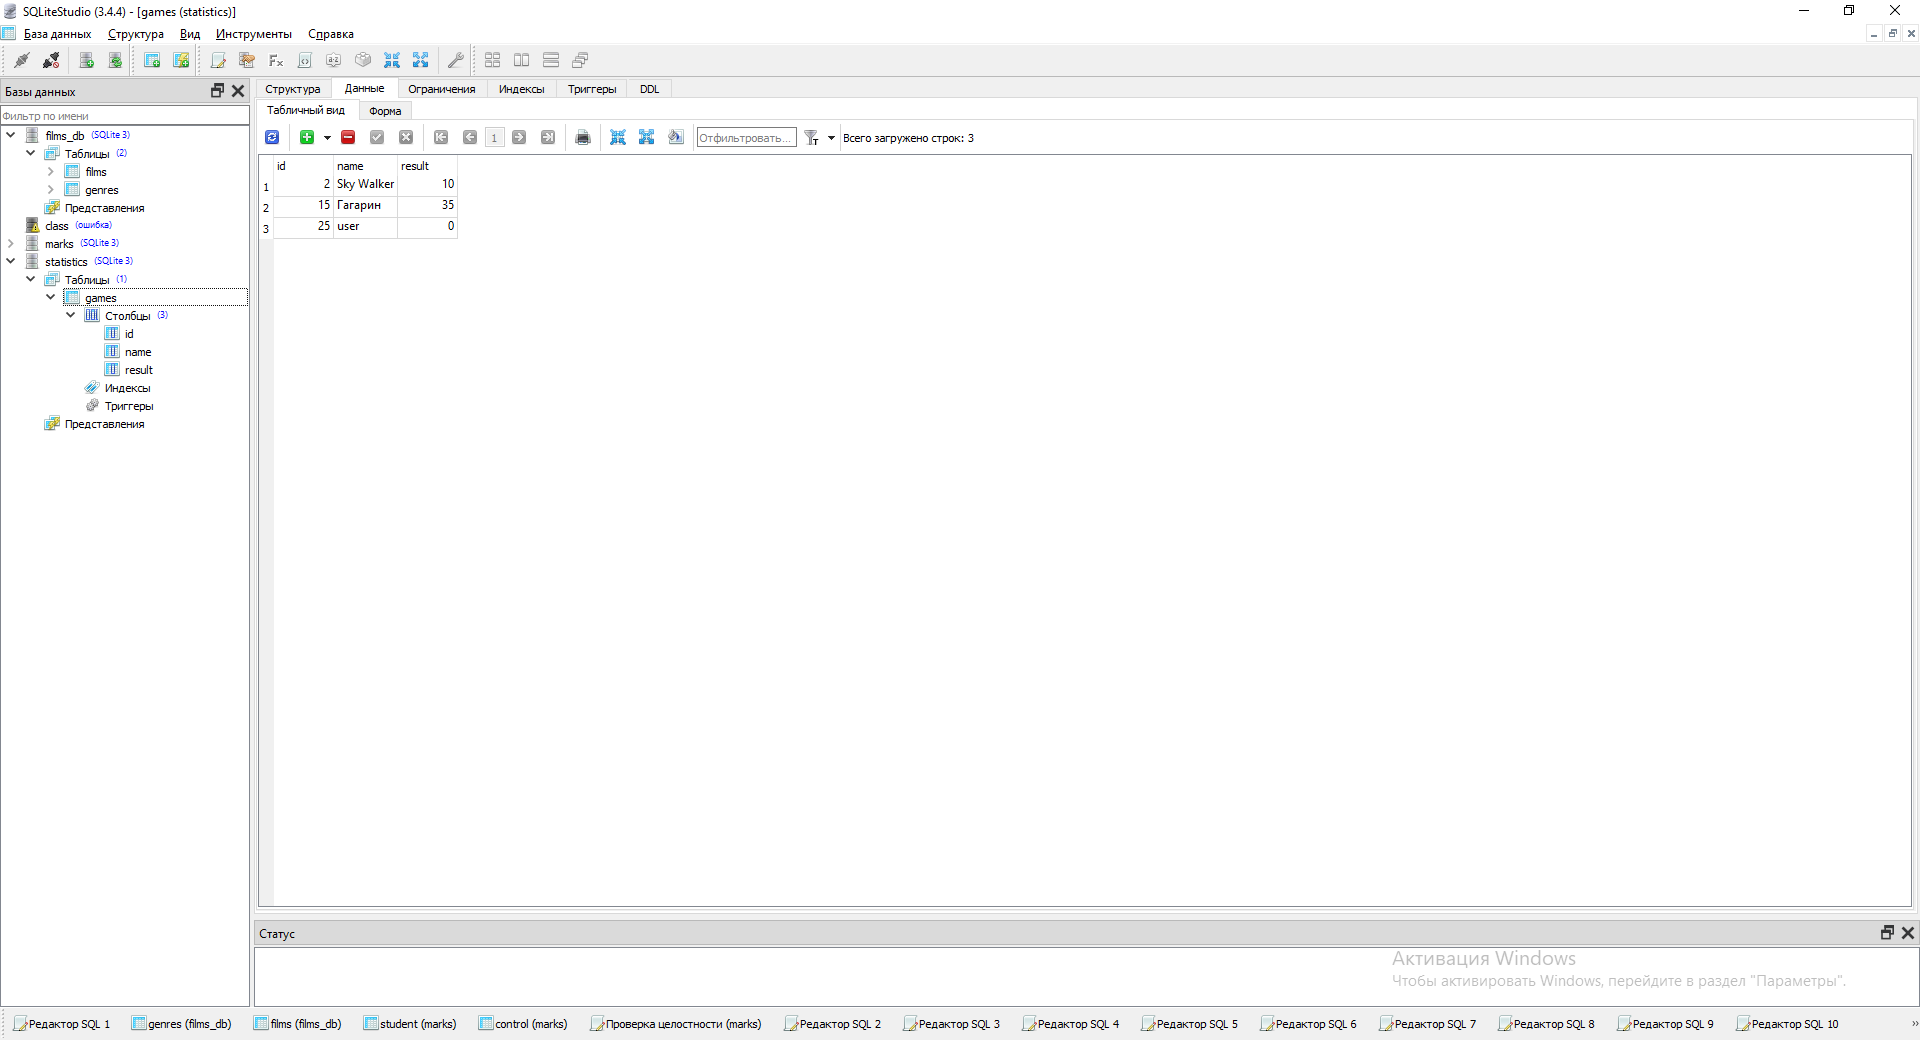 SQLiteStudio (3.4.4) - [games (statistics)]
База данных Структура Вид Инструменты Справка
Базы данных
Фильтр по имени
films_db (SQLite 3)
Таблицы (2)
films
genres
Представления
class (ошибка)
marks (SQLite 3)
statistics (SQLite 3)
Таблицы (1)
games
Столбцы (3)
id
name
result
Индексы
Триггеры
Представления
Структура Данные Ограничения Индексы Триггеры DDL
Табличный вид Форма
1 Отфильтровать... Всего загружено строк: 3
id name result
1 2 Sky Walker 10
2 15 Гагарин 35
3 25 user 0
Статус
Активация Windows
Чтобы активировать Windows, перейдите в раздел "Параметры".
Редактор SQL 1 genres (films_db) films (films_db) student (marks) control (marks) Проверка целостности (marks) Редактор SQL 2 Редактор SQL 3 Редактор SQL 4 Редактор SQL 5 Редактор SQL 6 Редактор SQL 7 Редактор SQL 8 Редактор SQL 9 Редактор SQL 10 »